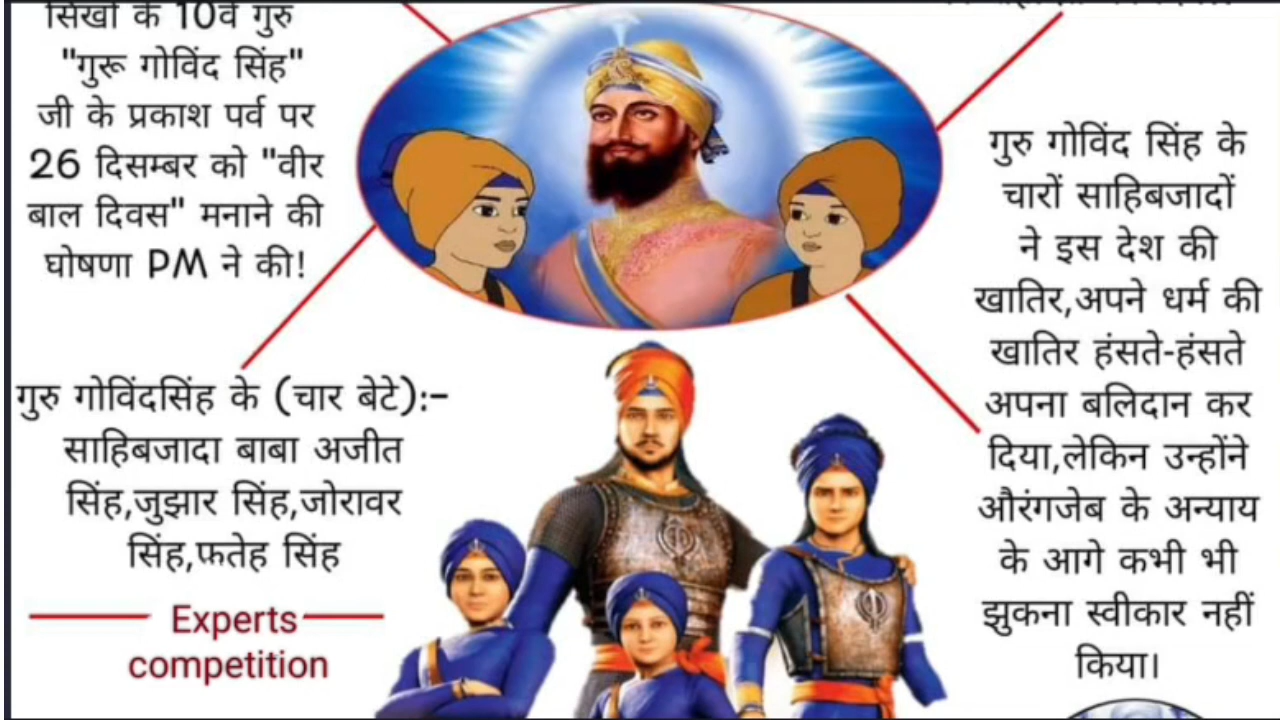 सिखों के 10वें गुरु
"गुरू गोविंद सिंह"
जी के प्रकाश पर्व पर
26 दिसम्बर को "वीर
बाल दिवस" मनाने की
घोषणा PM ने की!
गुरु गोविंदसिंह के (चार बेटे):-
साहिबजादा बाबा अजीत
सिंह,जुझार सिंह,जोरावर
सिंह,फतेह सिंह
Experts
competition
गुरु गोविंद सिंह के
चारों साहिबजादों
ने इस देश की
खातिर,अपने धर्म की
खातिर हंसते-हंसते
अपना बलिदान कर
दिया,लेकिन उन्होंने
औरंगजेब के अन्याय
के आगे कभी भी
झुकना स्वीकार नहीं
किया।